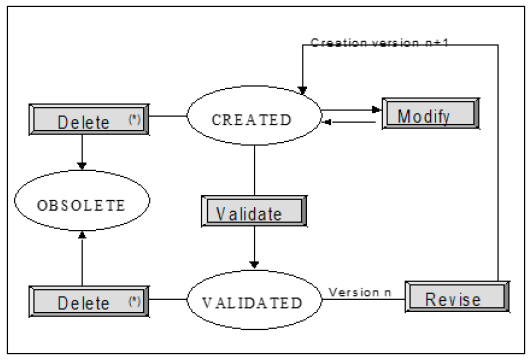 Creation version n+1
Delete (*)
CREATED
Modify
OBSOLETE
Validate
Delete (*)
VALIDATED
Version n
Revise